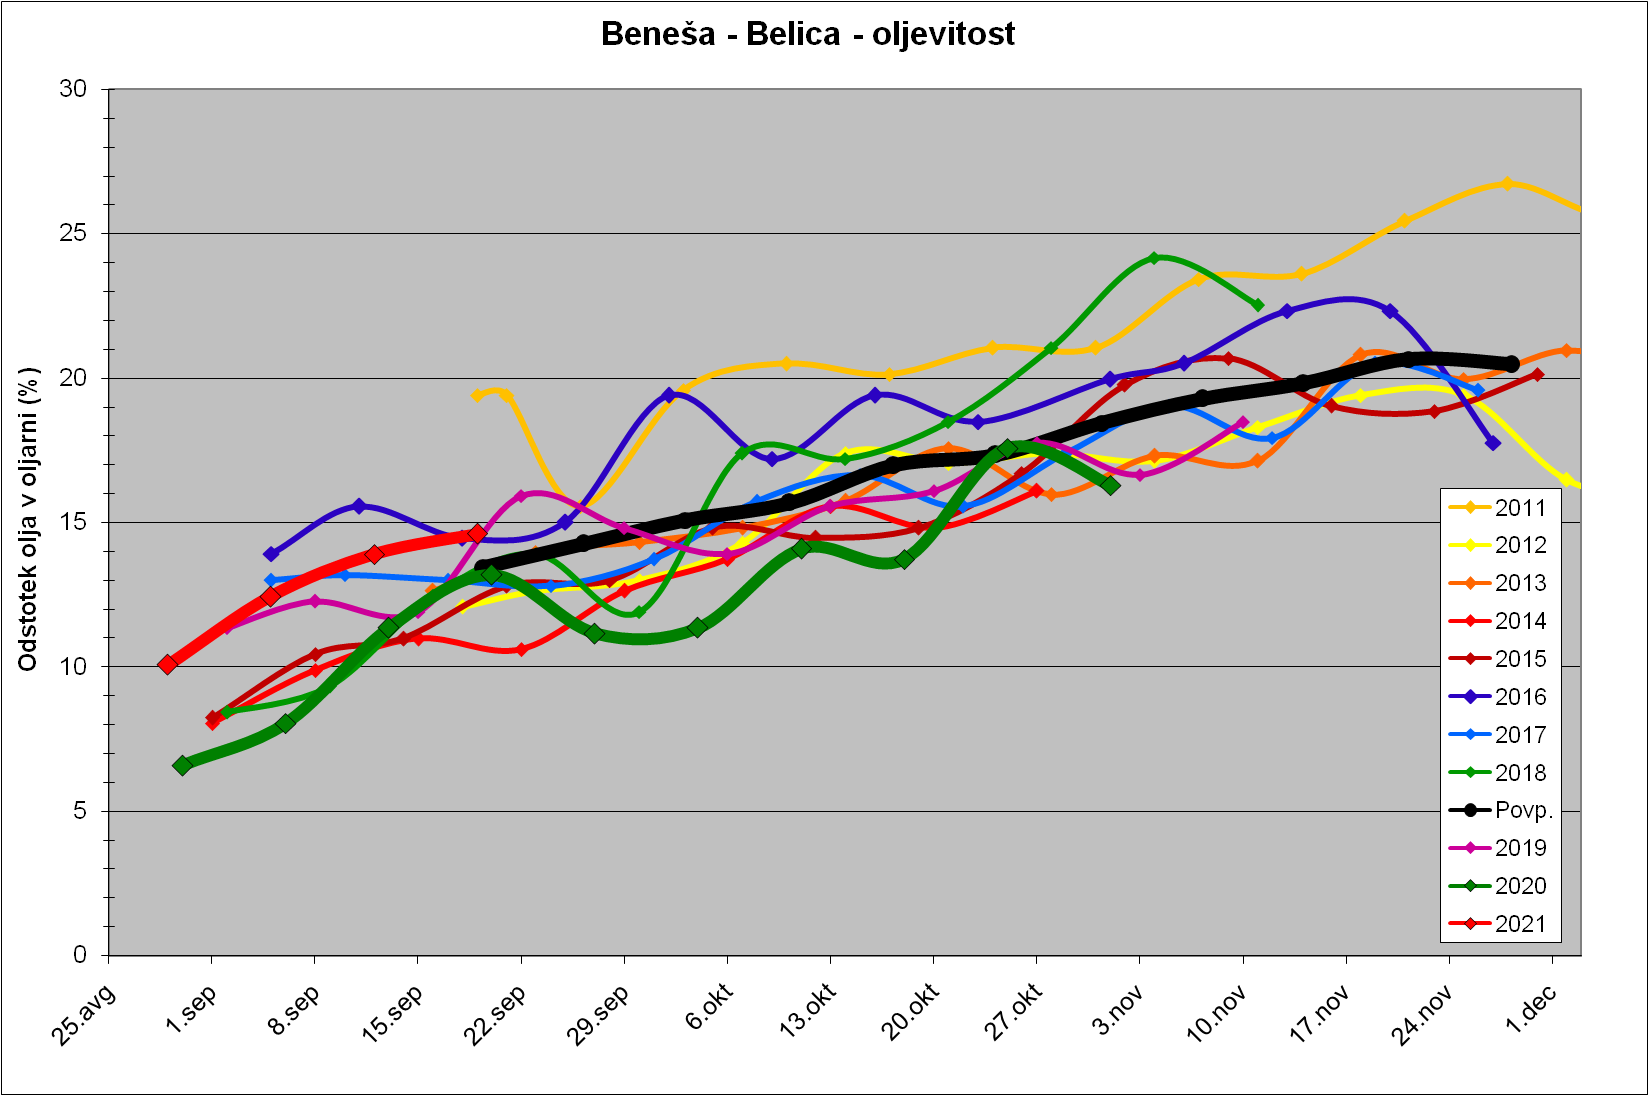 Beneša - Belica - oljevitost
Odstotek olja v oljarni (%)
30
25
20
15
10
5
0
25.avg
1.sep
8.sep
15.sep
22.sep
29.sep
6.okt
13.okt
20.okt
27.okt
3.nov
10.nov
17.nov
24.nov
1.dec
2011
2012
2013
2014
2015
2016
2017
2018
Povp.
2019
2020
2021